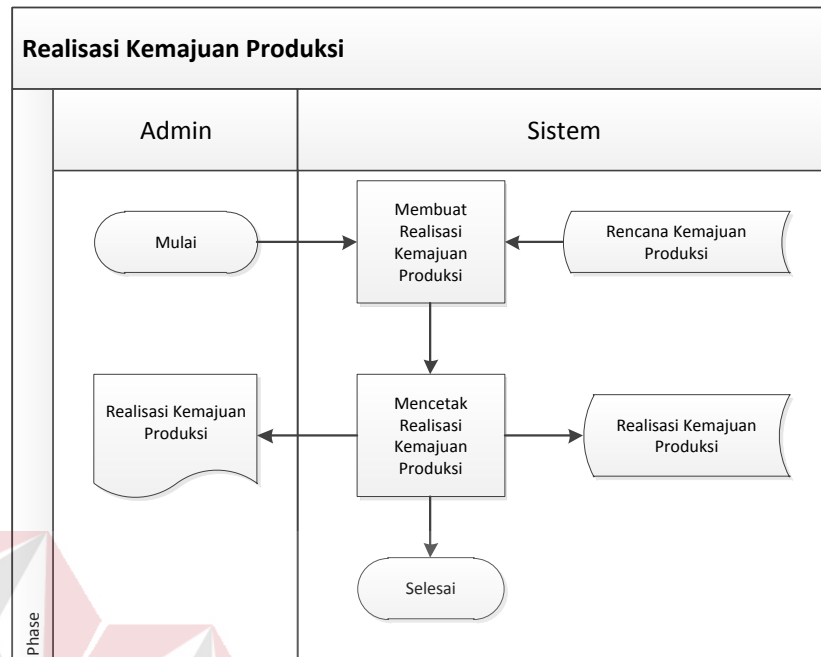 Realisasi Kemajuan Produksi
Admin
Sistem
Mulai
Membuat
Realisasi
Kemajuan
Produksi
Rencana Kemajuan
Produksi
Realisasi Kemajuan
Produksi
Mencetak
Realisasi
Kemajuan
Produksi
Realisasi Kemajuan
Produksi
Selesai
Phase